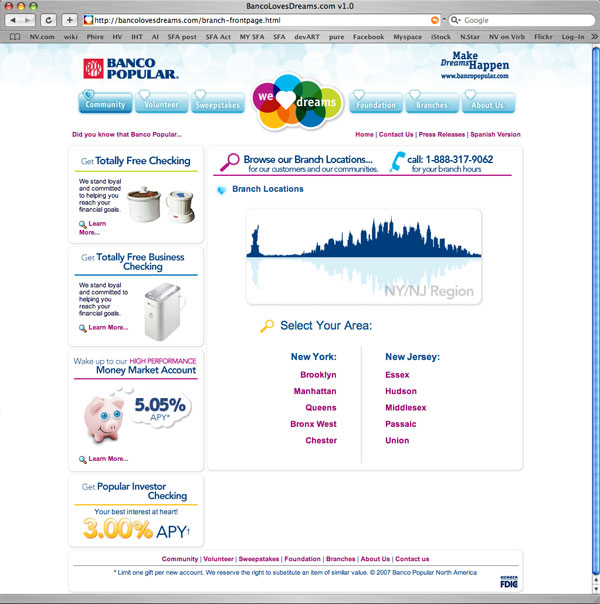 BancoLovesDreams.com v1.0
http://bancolovesdreams.com/branch-frontpage.html
Google
NV.com wiki Phire HV IHT AI SFA post SFA Act MY SFA SFA devART pure Facebook Myspace iStock N.Star NV on Virb Flickr Log-In
BANCO
POPULAR.
Make
Dreams Happen
www.bancopopular.com
Community
Volunteer
Sweepstakes
we dreams
Foundation
Branches
About Us
Did you know that Banco Popular...
Home | Contact Us | Press Releases | Spanish Version
Get Totally Free Checking
We stand loyal
and committed
to helping you
reach your
financial goals.
Learn
More...
Get Totally Free Business
Checking
We stand loyal
and committed to
helping you
reach your
financial goals.
Learn More...
Wake up to our HIGH PERFORMANCE
Money Market Account
5.05%
APY*
Learn More...
Get Popular Investor
Checking
Your best interest at heart!
3.00% APY†
Browse our Branch Locations...
for our customers and our communities.
call: 1-888-317-9062
for your branch hours
Branch Locations
NY/NJ Region
Select Your Area:
New York:
Brooklyn
Manhattan
Queens
Bronx West
Chester
New Jersey:
Essex
Hudson
Middlesex
Passaic
Union
Community | Volunteer | Sweepstakes | Foundation | Branches | About Us | Contact us
* Limit one gift per new account. We reserve the right to substitute an item of similar value. © 2007 Banco Popular North America
MEMBER
FDIC